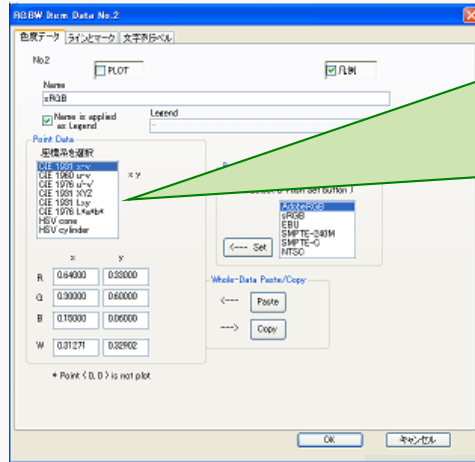 RGBW Item Data No.2
色度データ ラインとマーク 文字列ラベル
No.2
PLOT
凡例
Name
sRGB
Name is applied as Legend
Legend
Point Data
座標系を選択
CIE 1931 x-y
CIE 1960 u-v
CIE 1976 u'-v'
CIE 1931 XYZ
CIE 1931 Lxy
CIE 1976 L*a*b*
HSV cone
HSV cylinder
x y
Push Set button )
AdobeRGB
sRGB
EBU
SMPTE-240M
SMPTE-C
NTSC
<--- Set
x y
R 0.64000 0.33000
G 0.30000 0.60000
B 0.15000 0.06000
W 0.31271 0.32902
* Point ( 0, 0 ) is not plot
Whole-Data Paste/Copy
<--- Paste
---> Copy
OK キャンセル